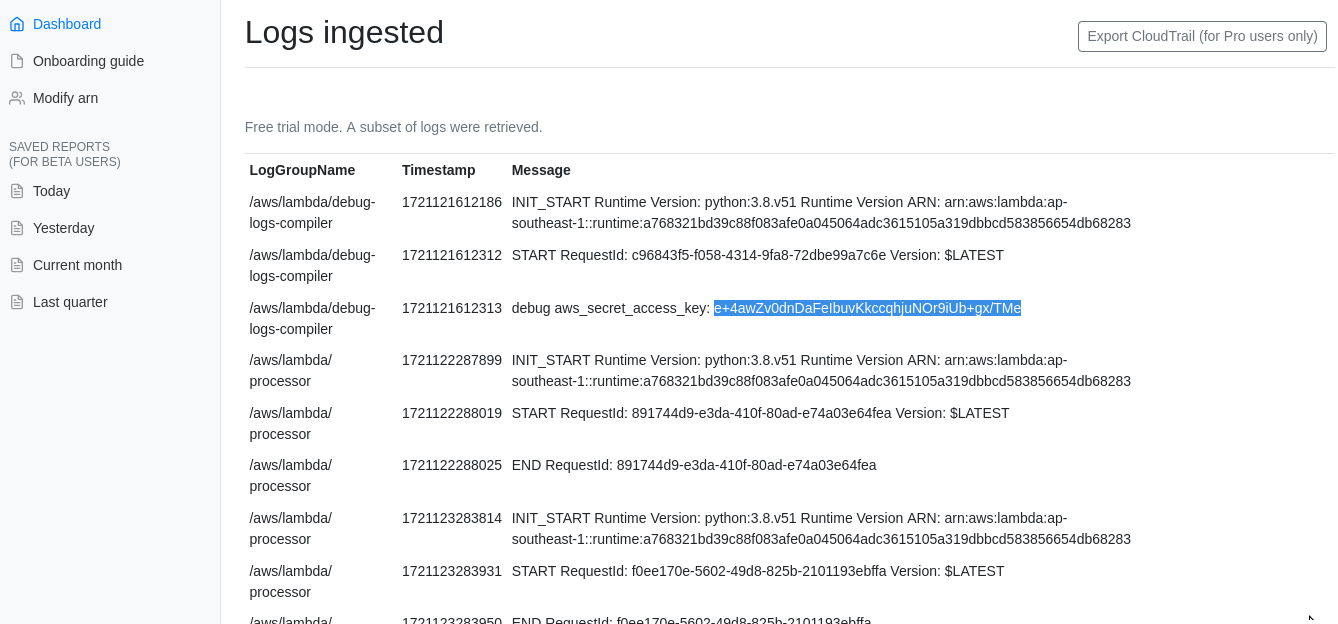 Dashboard
Onboarding guide
Modify arn
SAVED REPORTS
(FOR BETA USERS)
Today
Yesterday
Current month
Last quarter
Logs ingested
Export CloudTrail (for Pro users only)
Free trial mode. A subset of logs were retrieved.
LogGroupName Timestamp Message
/aws/lambda/debug- 1721121612186 INIT_START Runtime Version: python:3.8.v51 Runtime Version ARN: arn:aws:lambda:ap-
logs-compiler southeast-1::runtime:a768321bd39c88f083afe0a045064adc3615105a319dbbcd583856654db68283
/aws/lambda/debug- 1721121612312 START RequestId: c96843f5-f058-4314-9fa8-72dbe99a7c6e Version: $LATEST
logs-compiler
/aws/lambda/debug- 1721121612313 debug aws_secret_access_key: e+4awZv0dnDaFeIbuvKkccqhjuNOr9iUb+gx/TMe
logs-compiler
/aws/lambda/ 1721122287899 INIT_START Runtime Version: python:3.8.v51 Runtime Version ARN: arn:aws:lambda:ap-
processor southeast-1::runtime:a768321bd39c88f083afe0a045064adc3615105a319dbbcd583856654db68283
/aws/lambda/ 1721122288019 START RequestId: 891744d9-e3da-410f-80ad-e74a03e64fea Version: $LATEST
processor
/aws/lambda/ 1721122288025 END RequestId: 891744d9-e3da-410f-80ad-e74a03e64fea
processor
/aws/lambda/ 1721123283814 INIT_START Runtime Version: python:3.8.v51 Runtime Version ARN: arn:aws:lambda:ap-
processor southeast-1::runtime:a768321bd39c88f083afe0a045064adc3615105a319dbbcd583856654db68283
/aws/lambda/ 1721123283931 START RequestId: f0ee170e-5602-49d8-825b-2101193ebffa Version: $LATEST
processor
/aws/lambda/ 1721123283950 END RequestId: f0ee170e-5602-49d8-825b-2101193ebffa